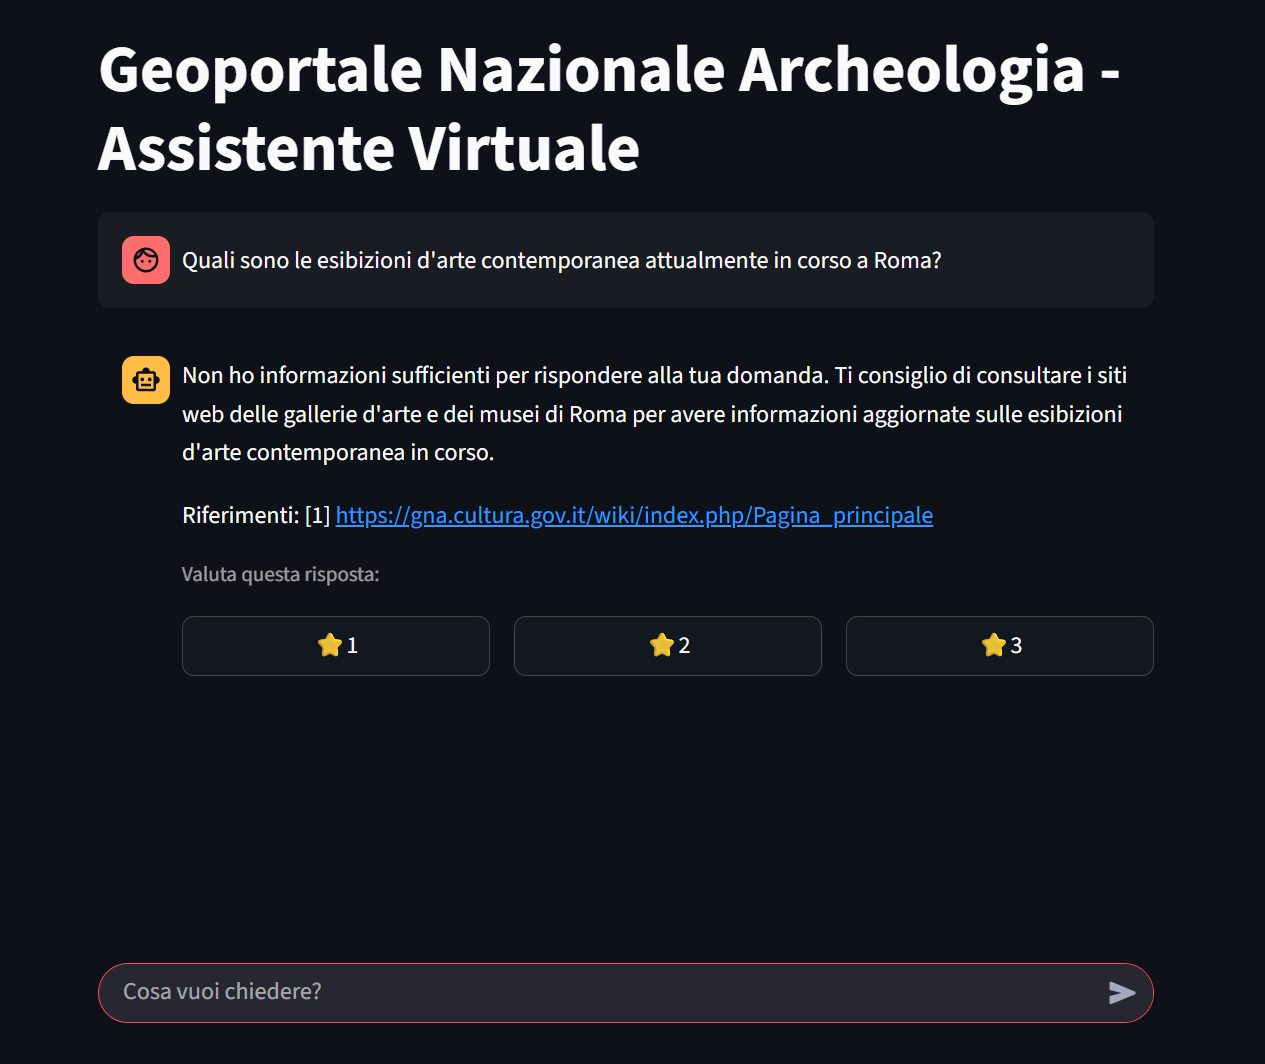 Geoportale Nazionale Archeologia -
Assistente Virtuale
Quali sono le esibizioni d'arte contemporanea attualmente in corso a Roma?
Non ho informazioni sufficienti per rispondere alla tua domanda. Ti consiglio di consultare i siti
web delle gallerie d'arte e dei musei di Roma per avere informazioni aggiornate sulle esibizioni
d'arte contemporanea in corso.
Riferimenti: [1] https://gna.cultura.gov.it/wiki/index.php/Pagina_principale
Valuta questa risposta:
⭐ 1 ⭐ 2 ⭐ 3
Cosa vuoi chiedere?